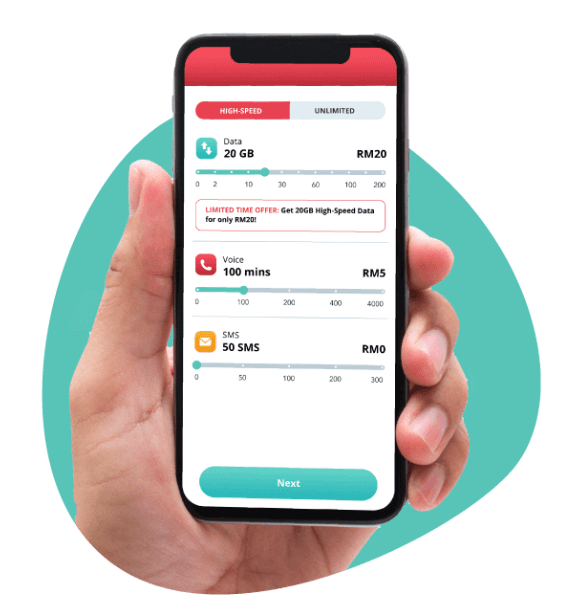 HIGH-SPEED UNLIMITED
Data
20 GB RM20
0 2 10 30 60 100 200
LIMITED TIME OFFER: Get 20GB High-Speed Data
for only RM20!
Voice
100 mins RM5
0 100 200 400 4000
SMS
50 SMS RM0
0 50 100 200 300
Next